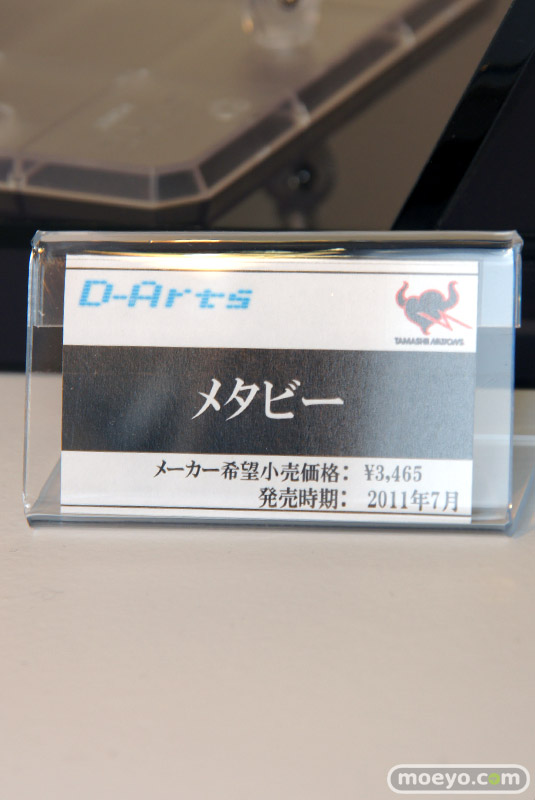 D-Arts
TAMASHII NATIONS
メタビー
メーカー希望小売価格: ¥3,465
発売時期: 2011年7月
moeyo.com